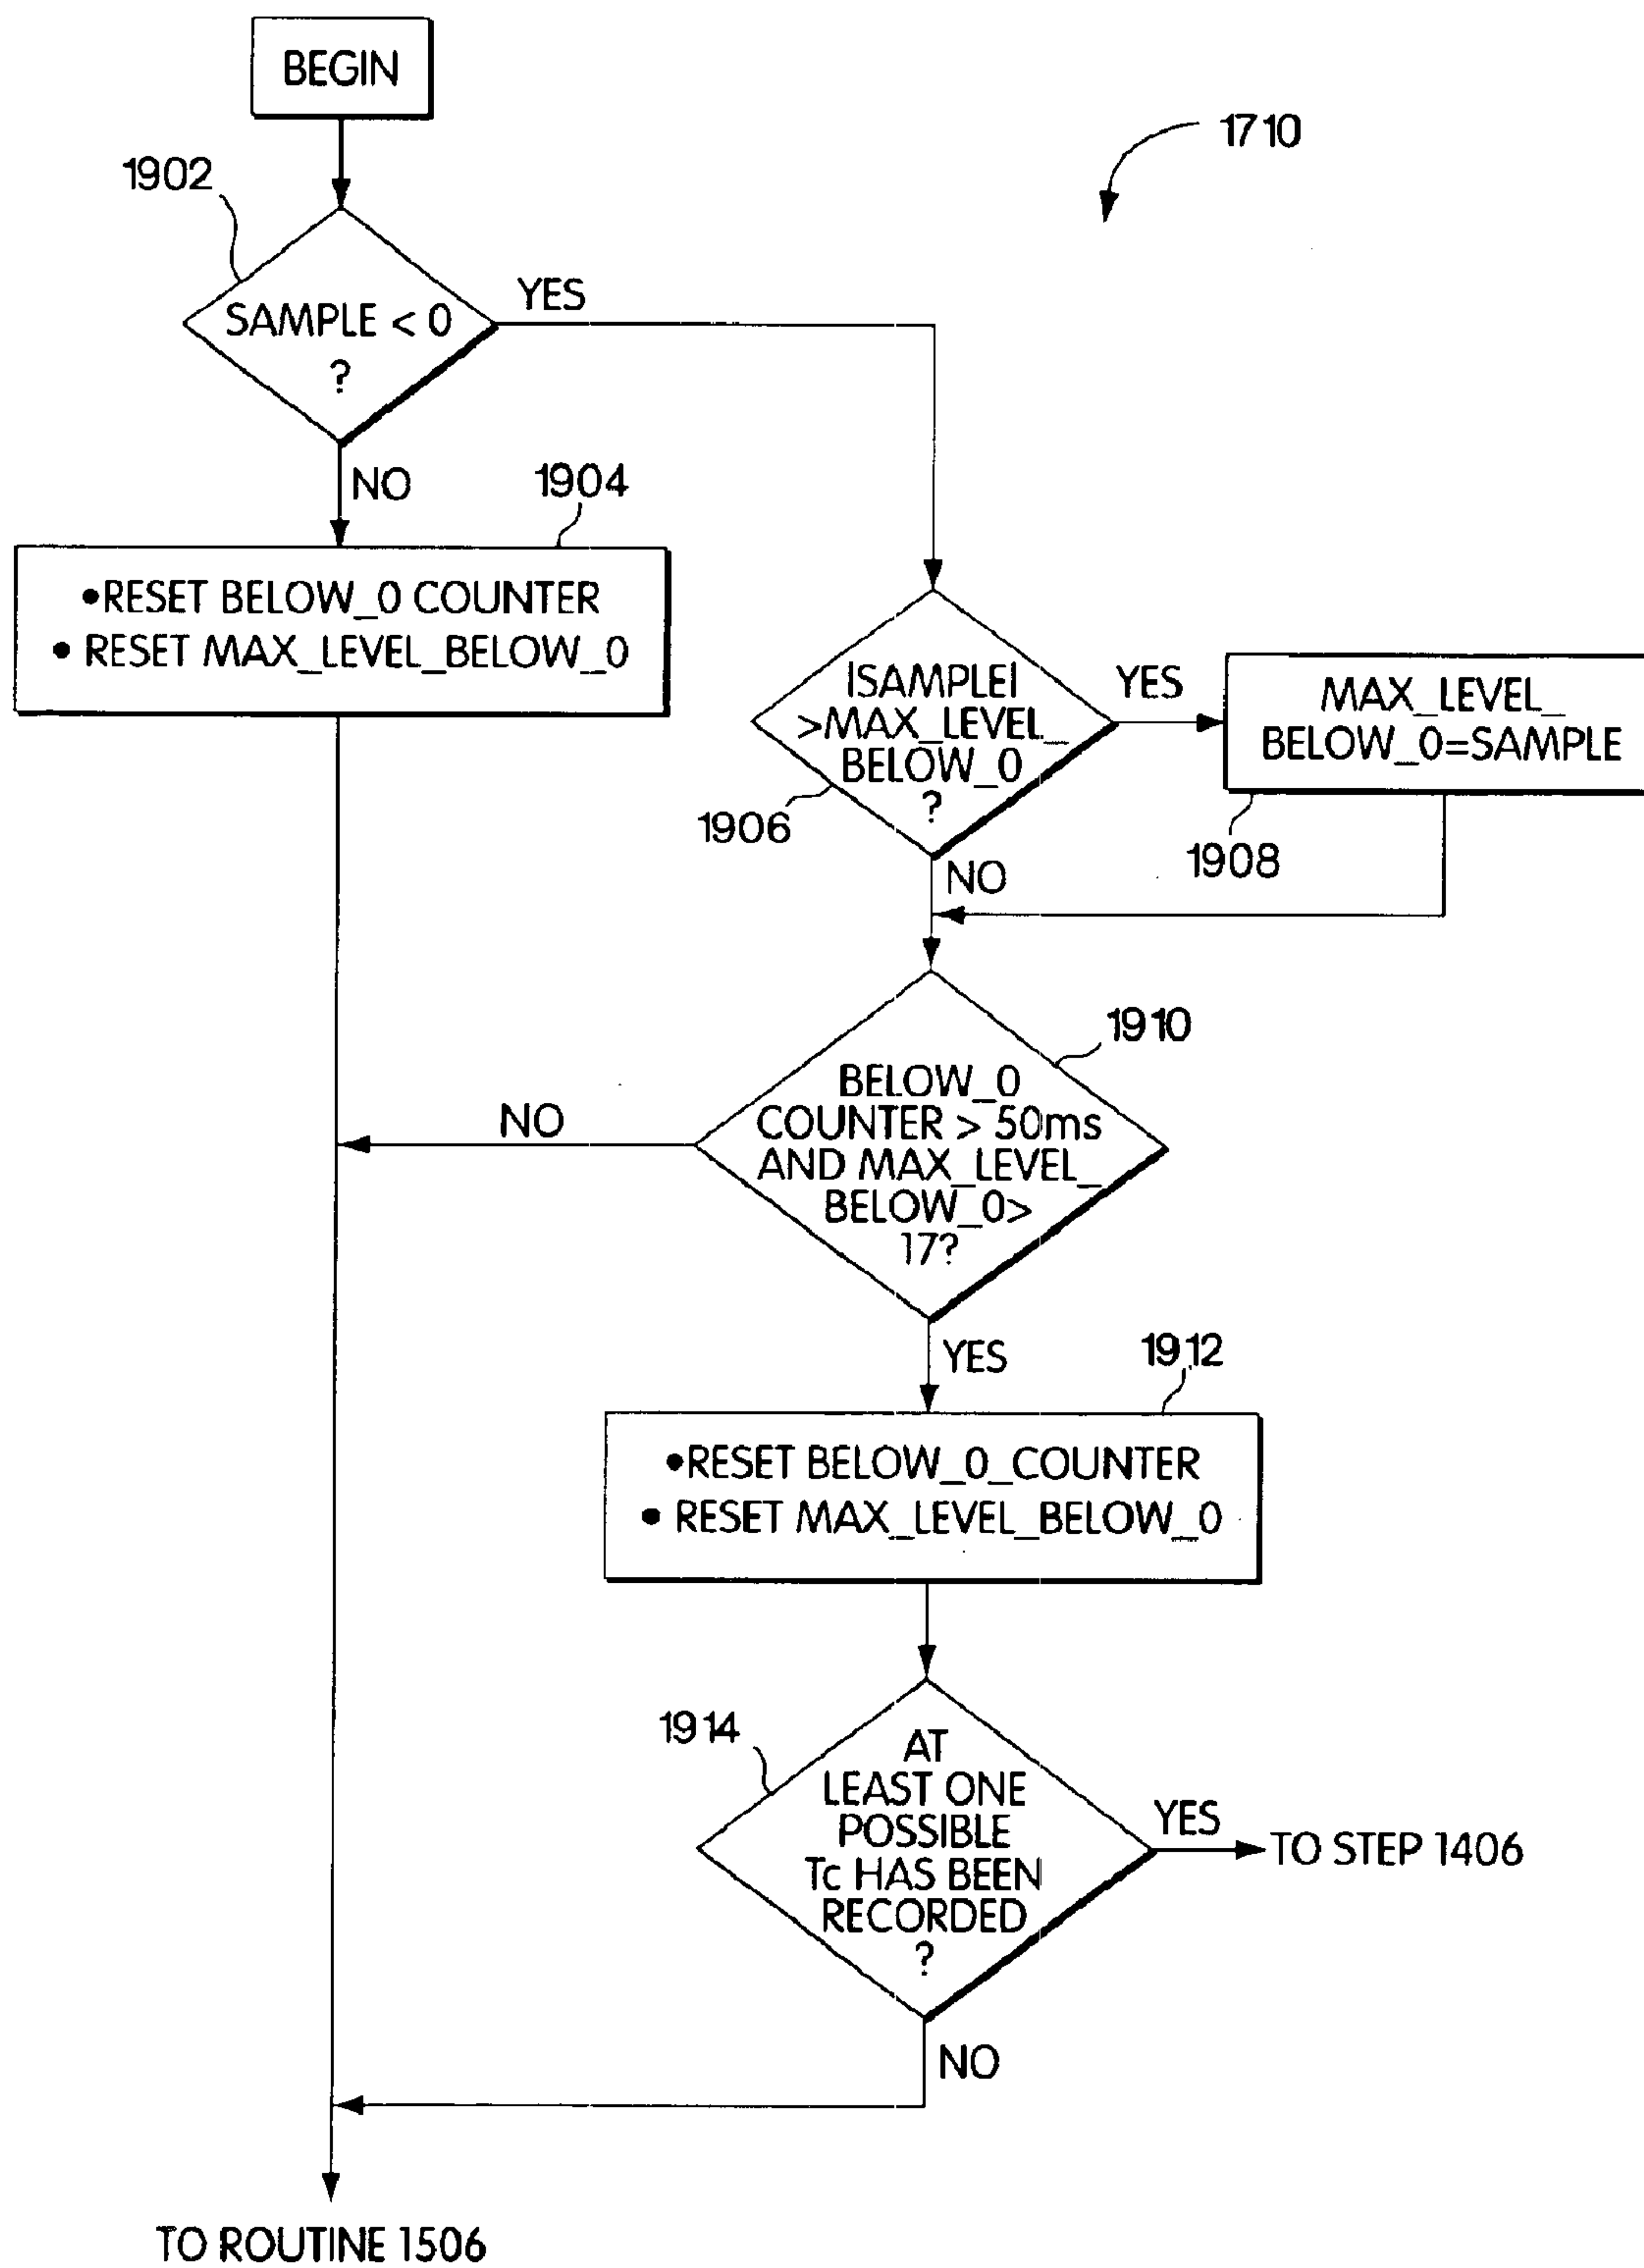 BEGIN
1710
1902
SAMPLE < 0
?
YES
NO
1904
•RESET BELOW_0 COUNTER
• RESET MAX_LEVEL_BELOW_0
|SAMPLE|
>MAX_LEVEL_
BELOW_0
?
1906
YES
MAX_LEVEL_
BELOW_0=SAMPLE
1908
NO
1910
BELOW_0
COUNTER > 50ms
AND MAX_LEVEL_
BELOW_0>
17?
NO
YES
1912
•RESET BELOW_0_COUNTER
• RESET MAX_LEVEL_BELOW_0
1914
AT
LEAST ONE
POSSIBLE
Tc HAS BEEN
RECORDED
?
YES
TO STEP 1406
NO
TO ROUTINE 1506